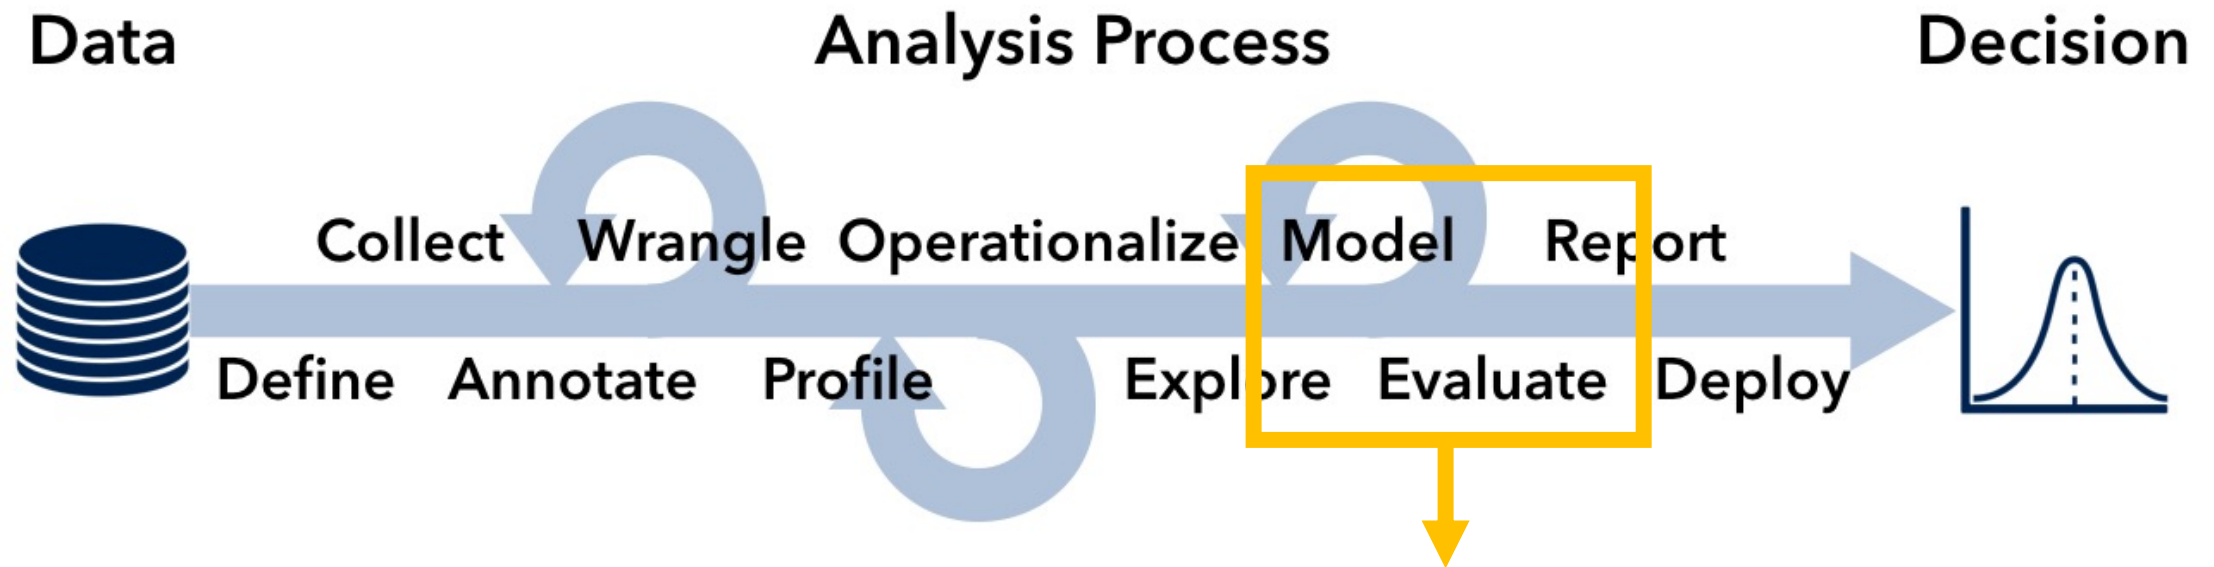 Data Analysis Process Decision
Collect Wrangle Operationalize Model Report
Define Annotate Profile Explore Evaluate Deploy